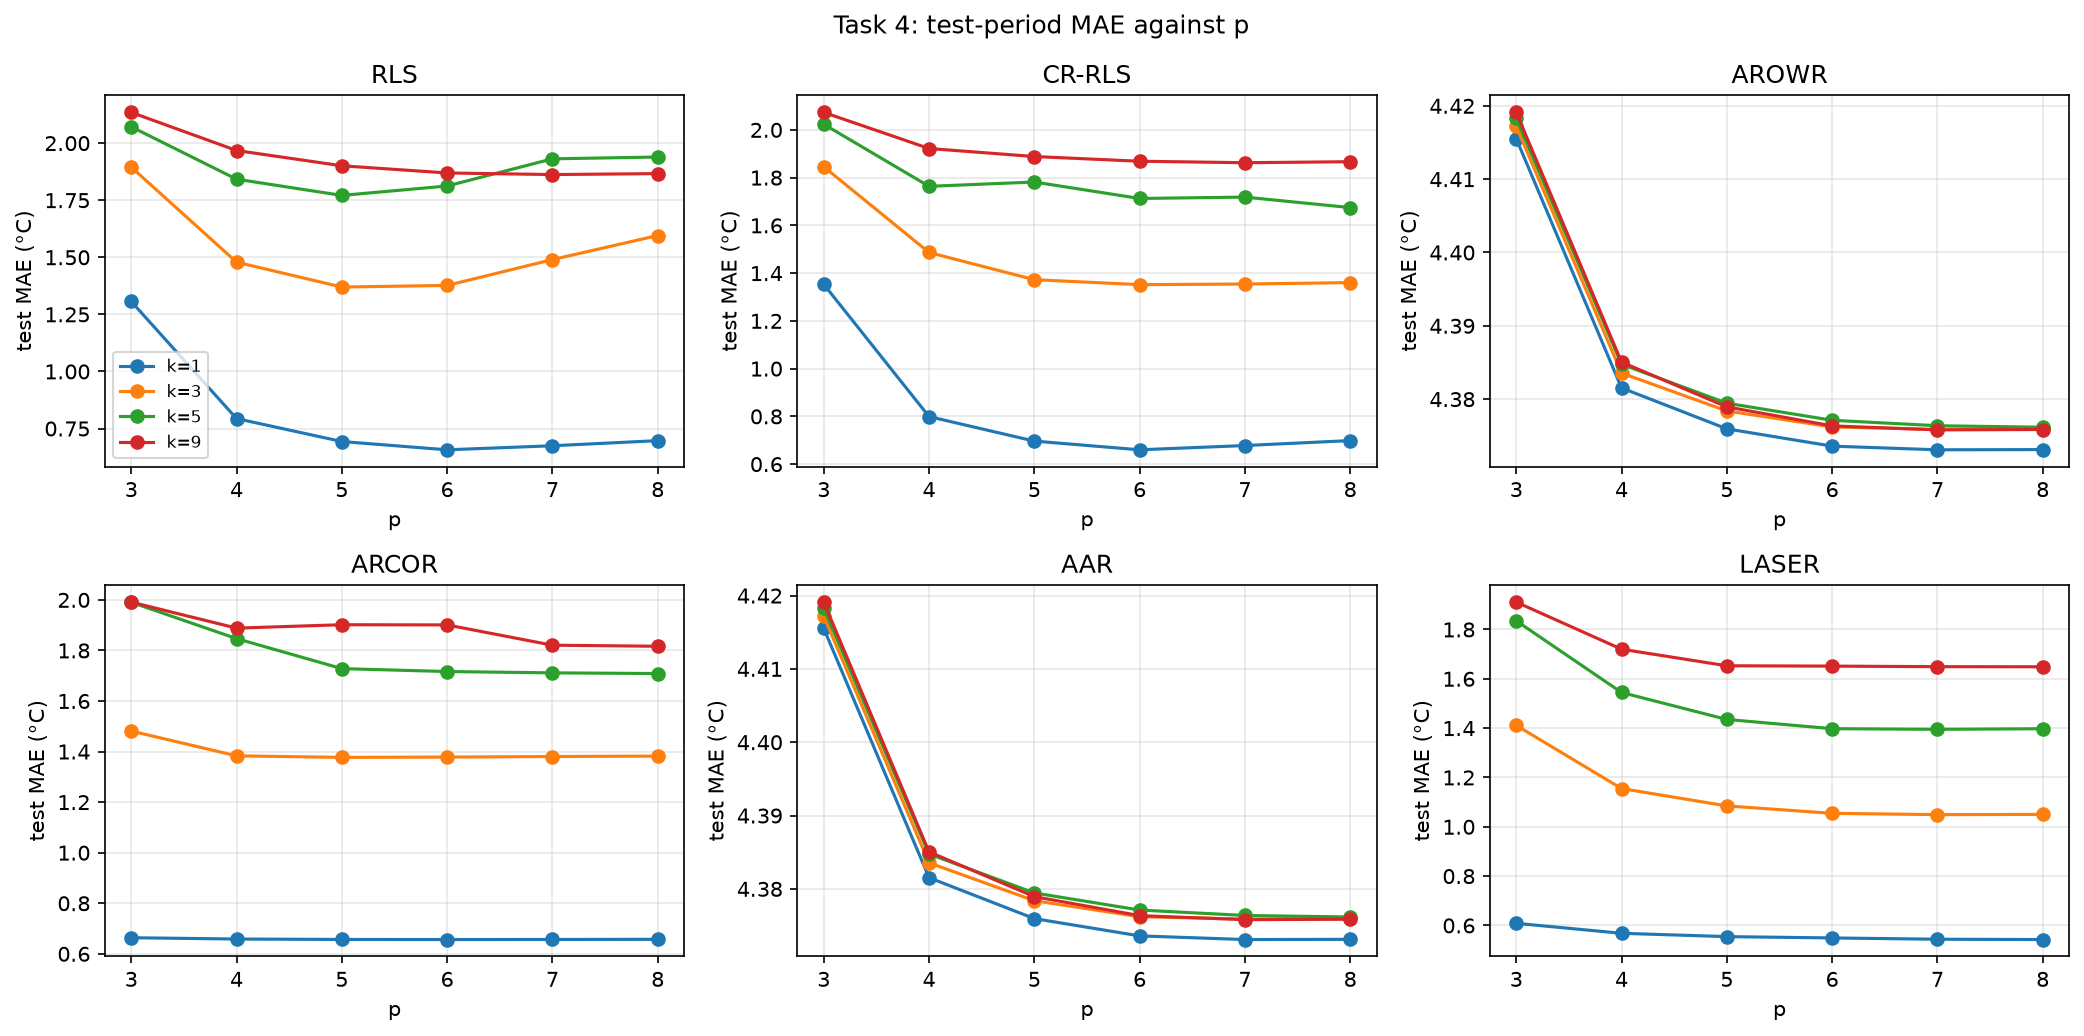 Task 4: test-period MAE against p
RLS
test MAE (°C)
2.00
1.75
1.50
1.25
1.00
0.75
k=1
k=3
k=5
k=9
3 4 5 6 7 8
p
CR-RLS
test MAE (°C)
2.0
1.8
1.6
1.4
1.2
1.0
0.8
0.6
3 4 5 6 7 8
p
AROWR
test MAE (°C)
4.42
4.41
4.40
4.39
4.38
3 4 5 6 7 8
p
ARCOR
test MAE (°C)
2.0
1.8
1.6
1.4
1.2
1.0
0.8
0.6
3 4 5 6 7 8
p
AAR
test MAE (°C)
4.42
4.41
4.40
4.39
4.38
3 4 5 6 7 8
p
LASER
test MAE (°C)
1.8
1.6
1.4
1.2
1.0
0.8
0.6
3 4 5 6 7 8
p